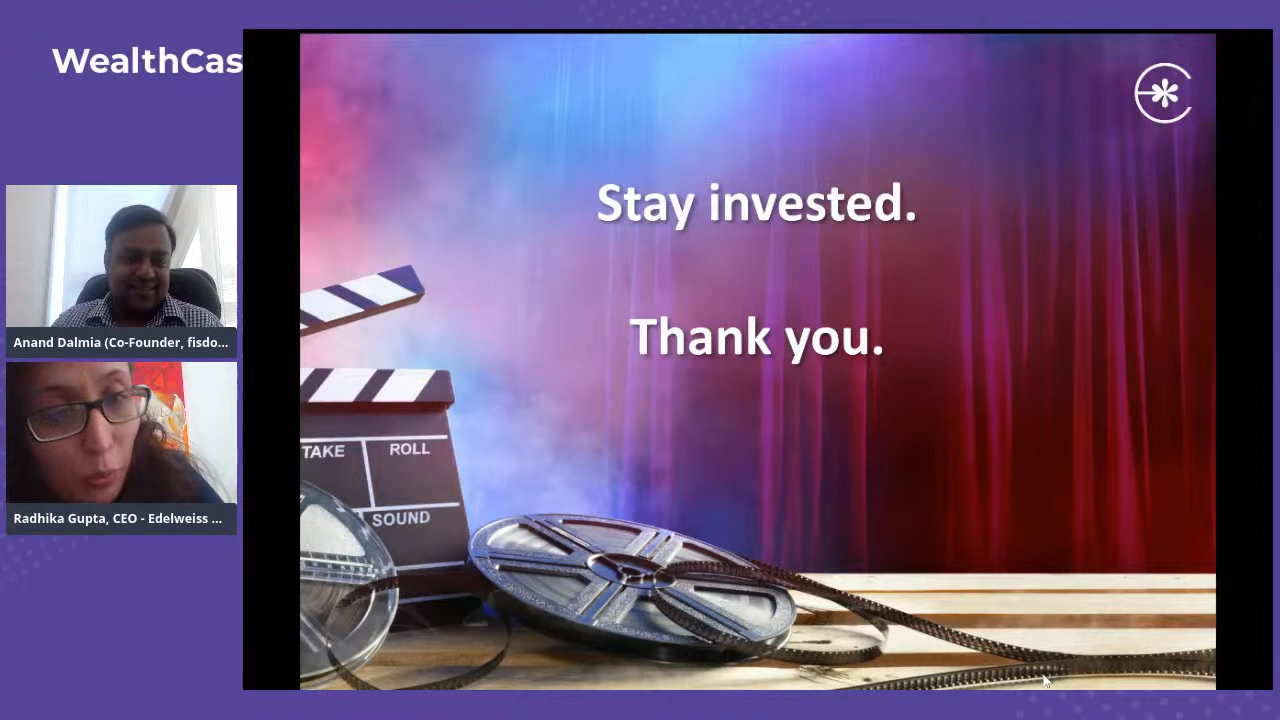 WealthCas
Stay invested.
Thank you.
TAKE
ROLL
SOUND
Anand Dalmia (Co-Founder, fisdo...
Radhika Gupta, CEO - Edelweiss ...